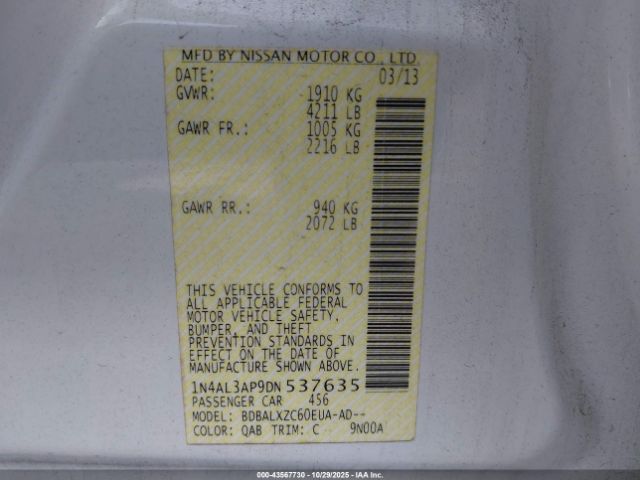 MFD BY NISSAN MOTOR CO., LTD
DATE: 03/13
GVWR: 1910 KG
4211 LB
GAWR FR.: 1005 KG
2216 LB
GAWR RR.: 940 KG
2072 LB
THIS VEHICLE CONFORMS TO
ALL APPLICABLE FEDERAL
MOTOR VEHICLE SAFETY,
BUMPER, AND THEFT
PREVENTION STANDARDS IN
EFFECT ON THE DATE OF
MANUFACTURE SHOWN ABOVE.
1N4AL3AP9DN 537635
PASSENGER CAR 456
MODEL: BDBALXZC60EUA-AD--
COLOR: QAB TRIM: C 9N00A
000-43567730 - 10/29/2025 - IAA Inc.